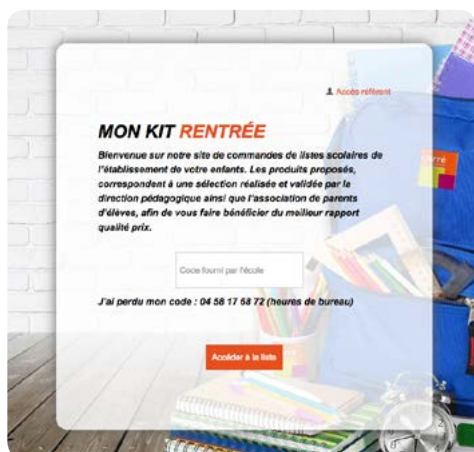 Accès référent
MON KIT RENTRÉE
Bienvenue sur notre site de commandes de listes scolaires de
l'établissement de votre enfants. Les produits proposés,
correspondent à une sélection réalisée et validée par la
direction pédagogique ainsi que l'association de parents
d'élèves, afin de vous faire bénéficier du meilleur rapport
qualité prix.
Code fourni par l'école
J'ai perdu mon code : 04 58 17 68 72 (heures de bureau)
Accéder à la liste